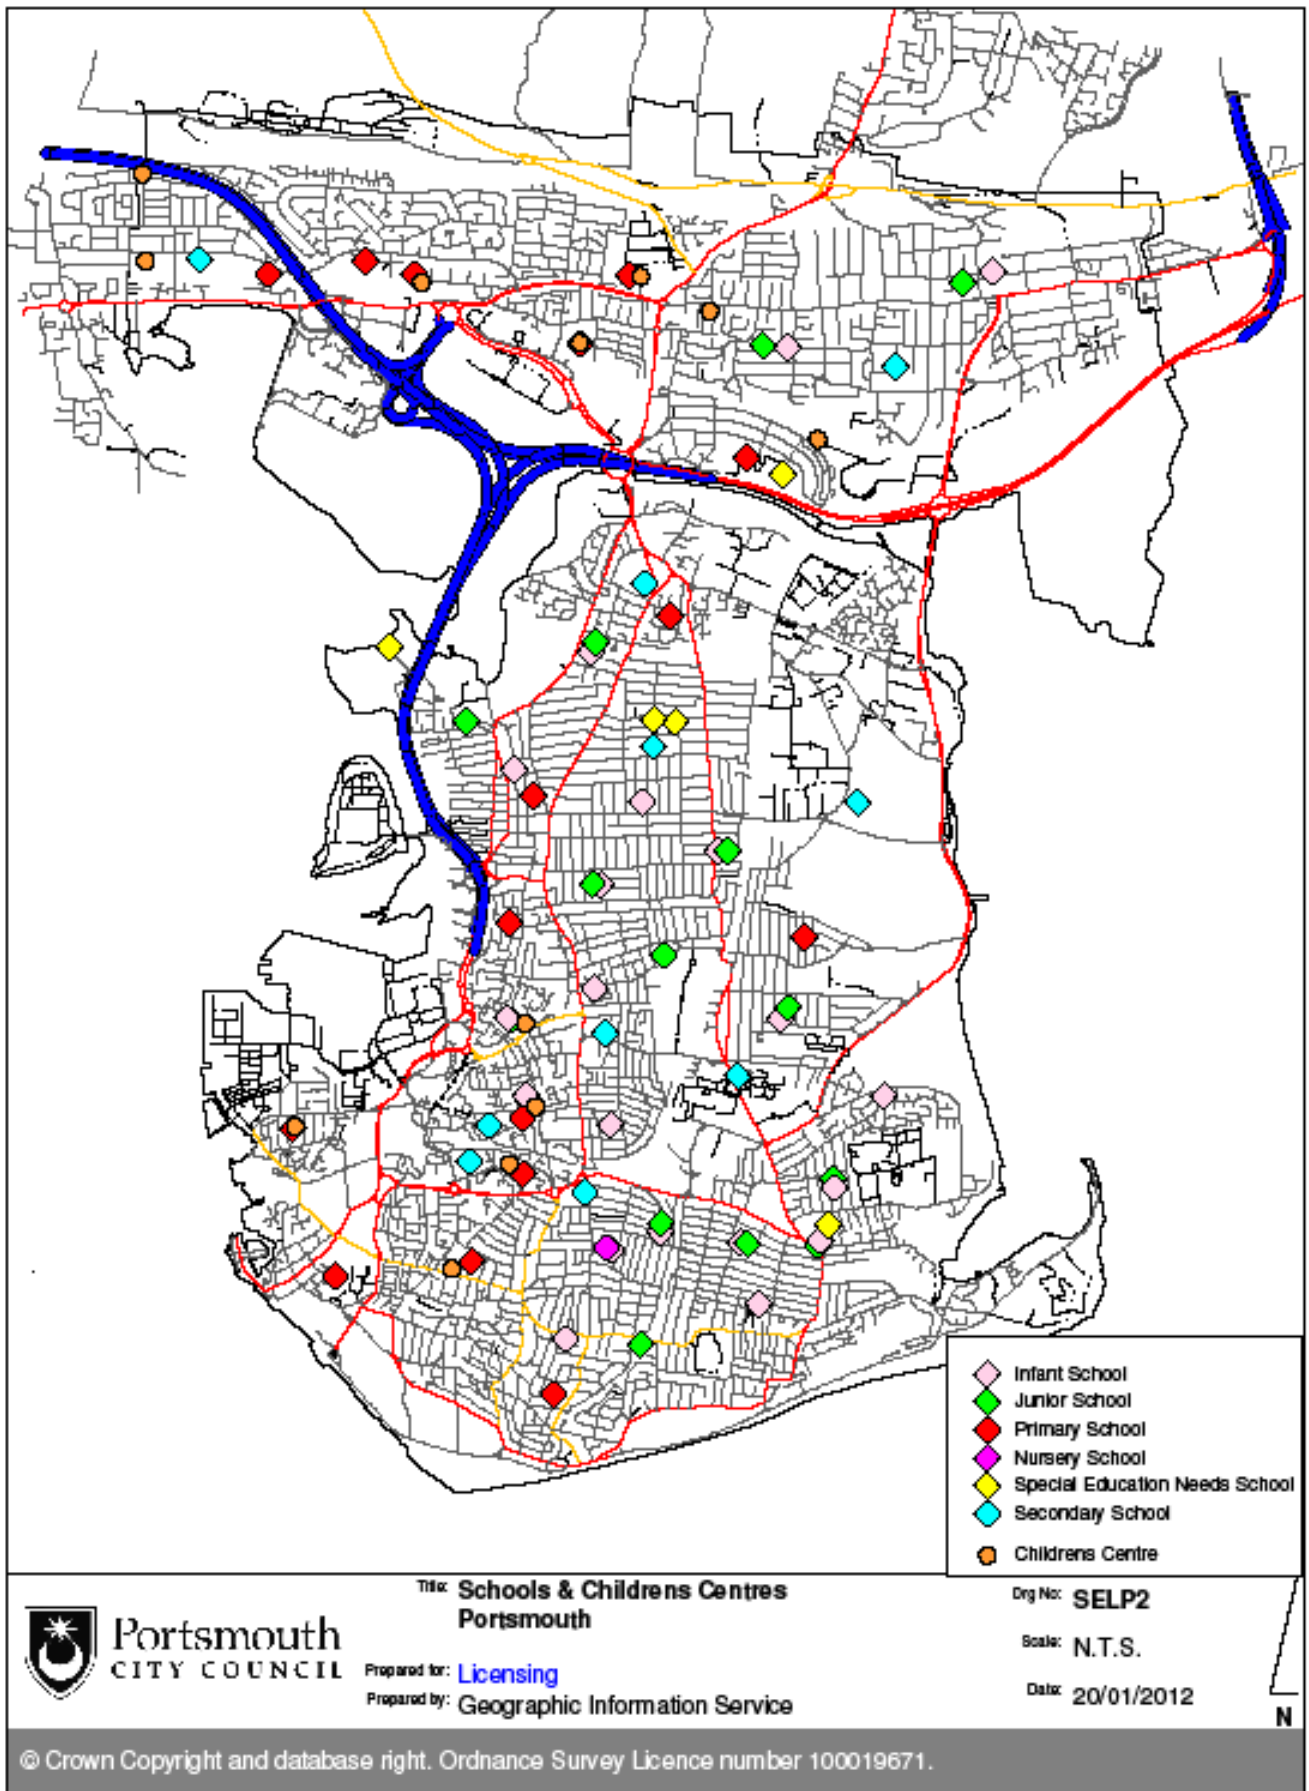 Infant School
Junior School
Primary School
Nursery School
Special Education Needs School
Secondary School
Childrens Centre
Title: Schools & Childrens Centres
Portsmouth
Portsmouth
CITY COUNCIL
Prepared for: Licensing
Prepared by: Geographic Information Service
Drg No: SELP2
Scale: N.T.S.
Date: 20/01/2012
N
© Crown Copyright and database right. Ordnance Survey Licence number 100019671.